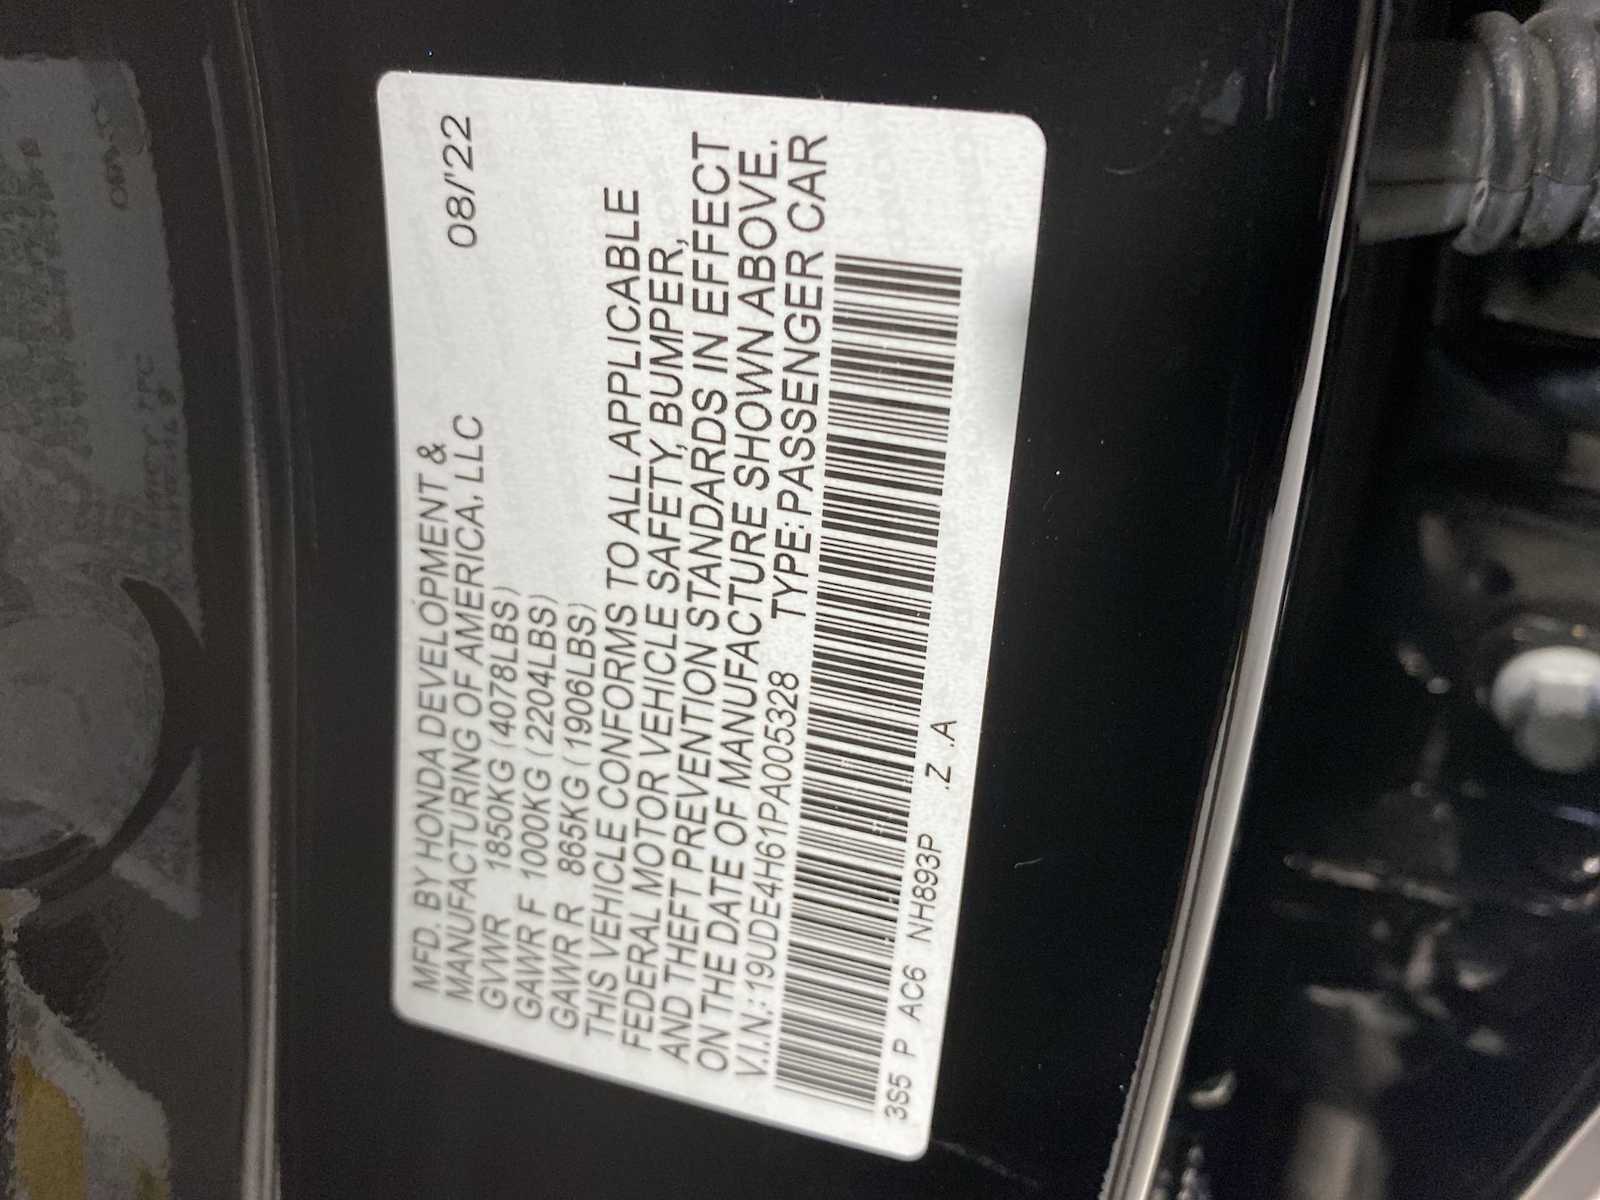 MFD. BY HONDA DEVELOPMENT &
MANUFACTURING OF AMERICA, LLC 08/'22
GVWR 1850KG (4078LBS)
GAWR F 1000KG (2204LBS)
GAWR R 865KG (1906LBS)
THIS VEHICLE CONFORMS TO ALL APPLICABLE
FEDERAL MOTOR VEHICLE SAFETY, BUMPER,
AND THEFT PREVENTION STANDARDS IN EFFECT
ON THE DATE OF MANUFACTURE SHOWN ABOVE.
V.I.N.: 19UDE4H61PA005328 TYPE: PASSENGER CAR
3S5 P AC6 NH893P .Z .A